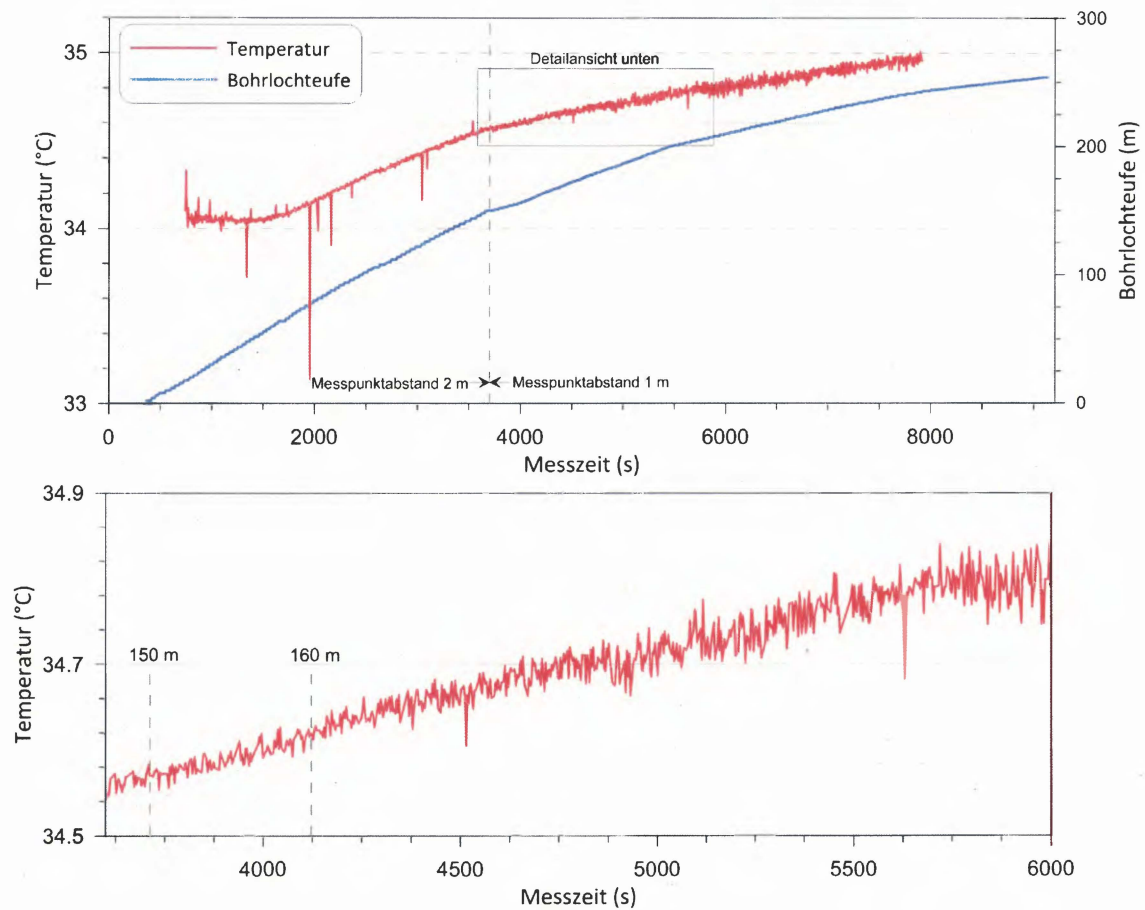 Temperatur
Bohrlochteufe
Detailansicht unten
35
34
33
Temperatur (°C)
300
200
100
0
Bohrlochteufe (m)
Messpunktabstand 2 m
Messpunktabstand 1 m
0 2000 4000 6000 8000
Messzeit (s)
34.9
34.7
34.5
Temperatur (°C)
150 m
160 m
4000 4500 5000 5500 6000
Messzeit (s)